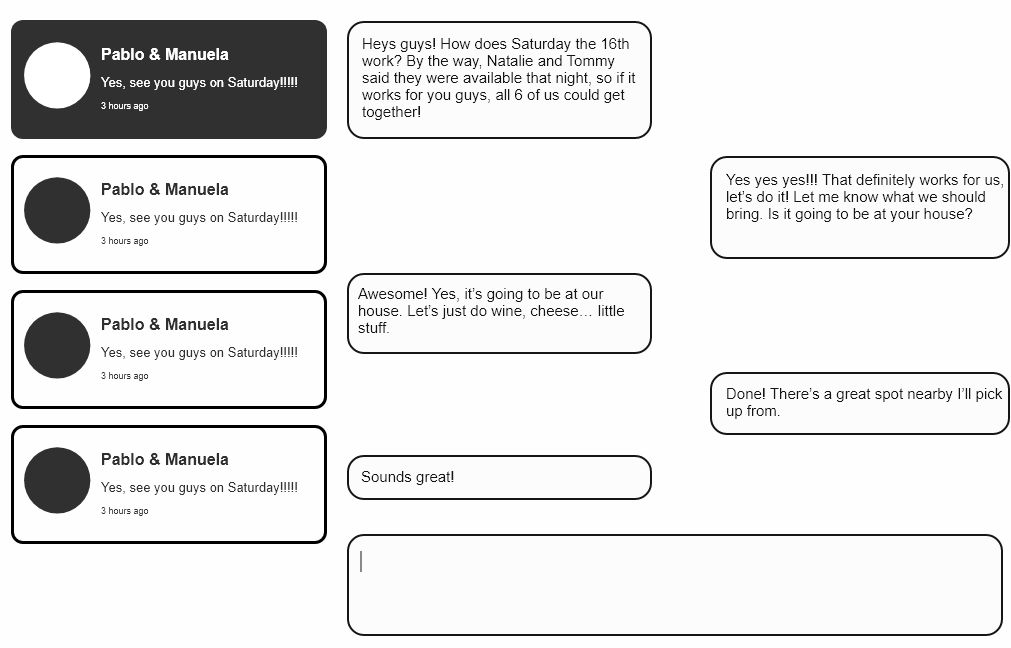 Pablo & Manuela
Yes, see you guys on Saturday!!!!!
3 hours ago
Pablo & Manuela
Yes, see you guys on Saturday!!!!!
3 hours ago
Pablo & Manuela
Yes, see you guys on Saturday!!!!!
3 hours ago
Pablo & Manuela
Yes, see you guys on Saturday!!!!!
3 hours ago
Heys guys! How does Saturday the 16th
work? By the way, Natalie and Tommy
said they were available that night, so if it
works for you guys, all 6 of us could get
together!
Yes yes yes!!! That definitely works for us,
let’s do it! Let me know what we should
bring. Is it going to be at your house?
Awesome! Yes, it’s going to be at our
house. Let’s just do wine, cheese… little
stuff.
Done! There’s a great spot nearby I’ll pick
up from.
Sounds great!